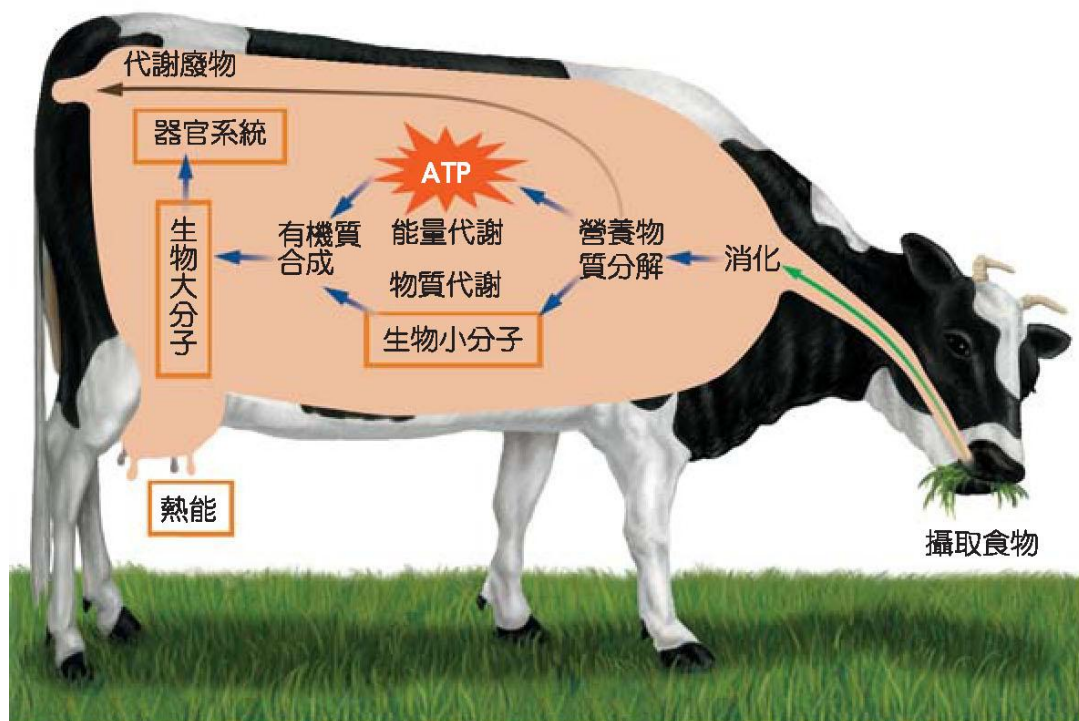 代謝廢物
器官系統
ATP
生物大分子
有機質
合成
能量代謝
物質代謝
營養物
質分解
消化
生物小分子
熱能
攝取食物